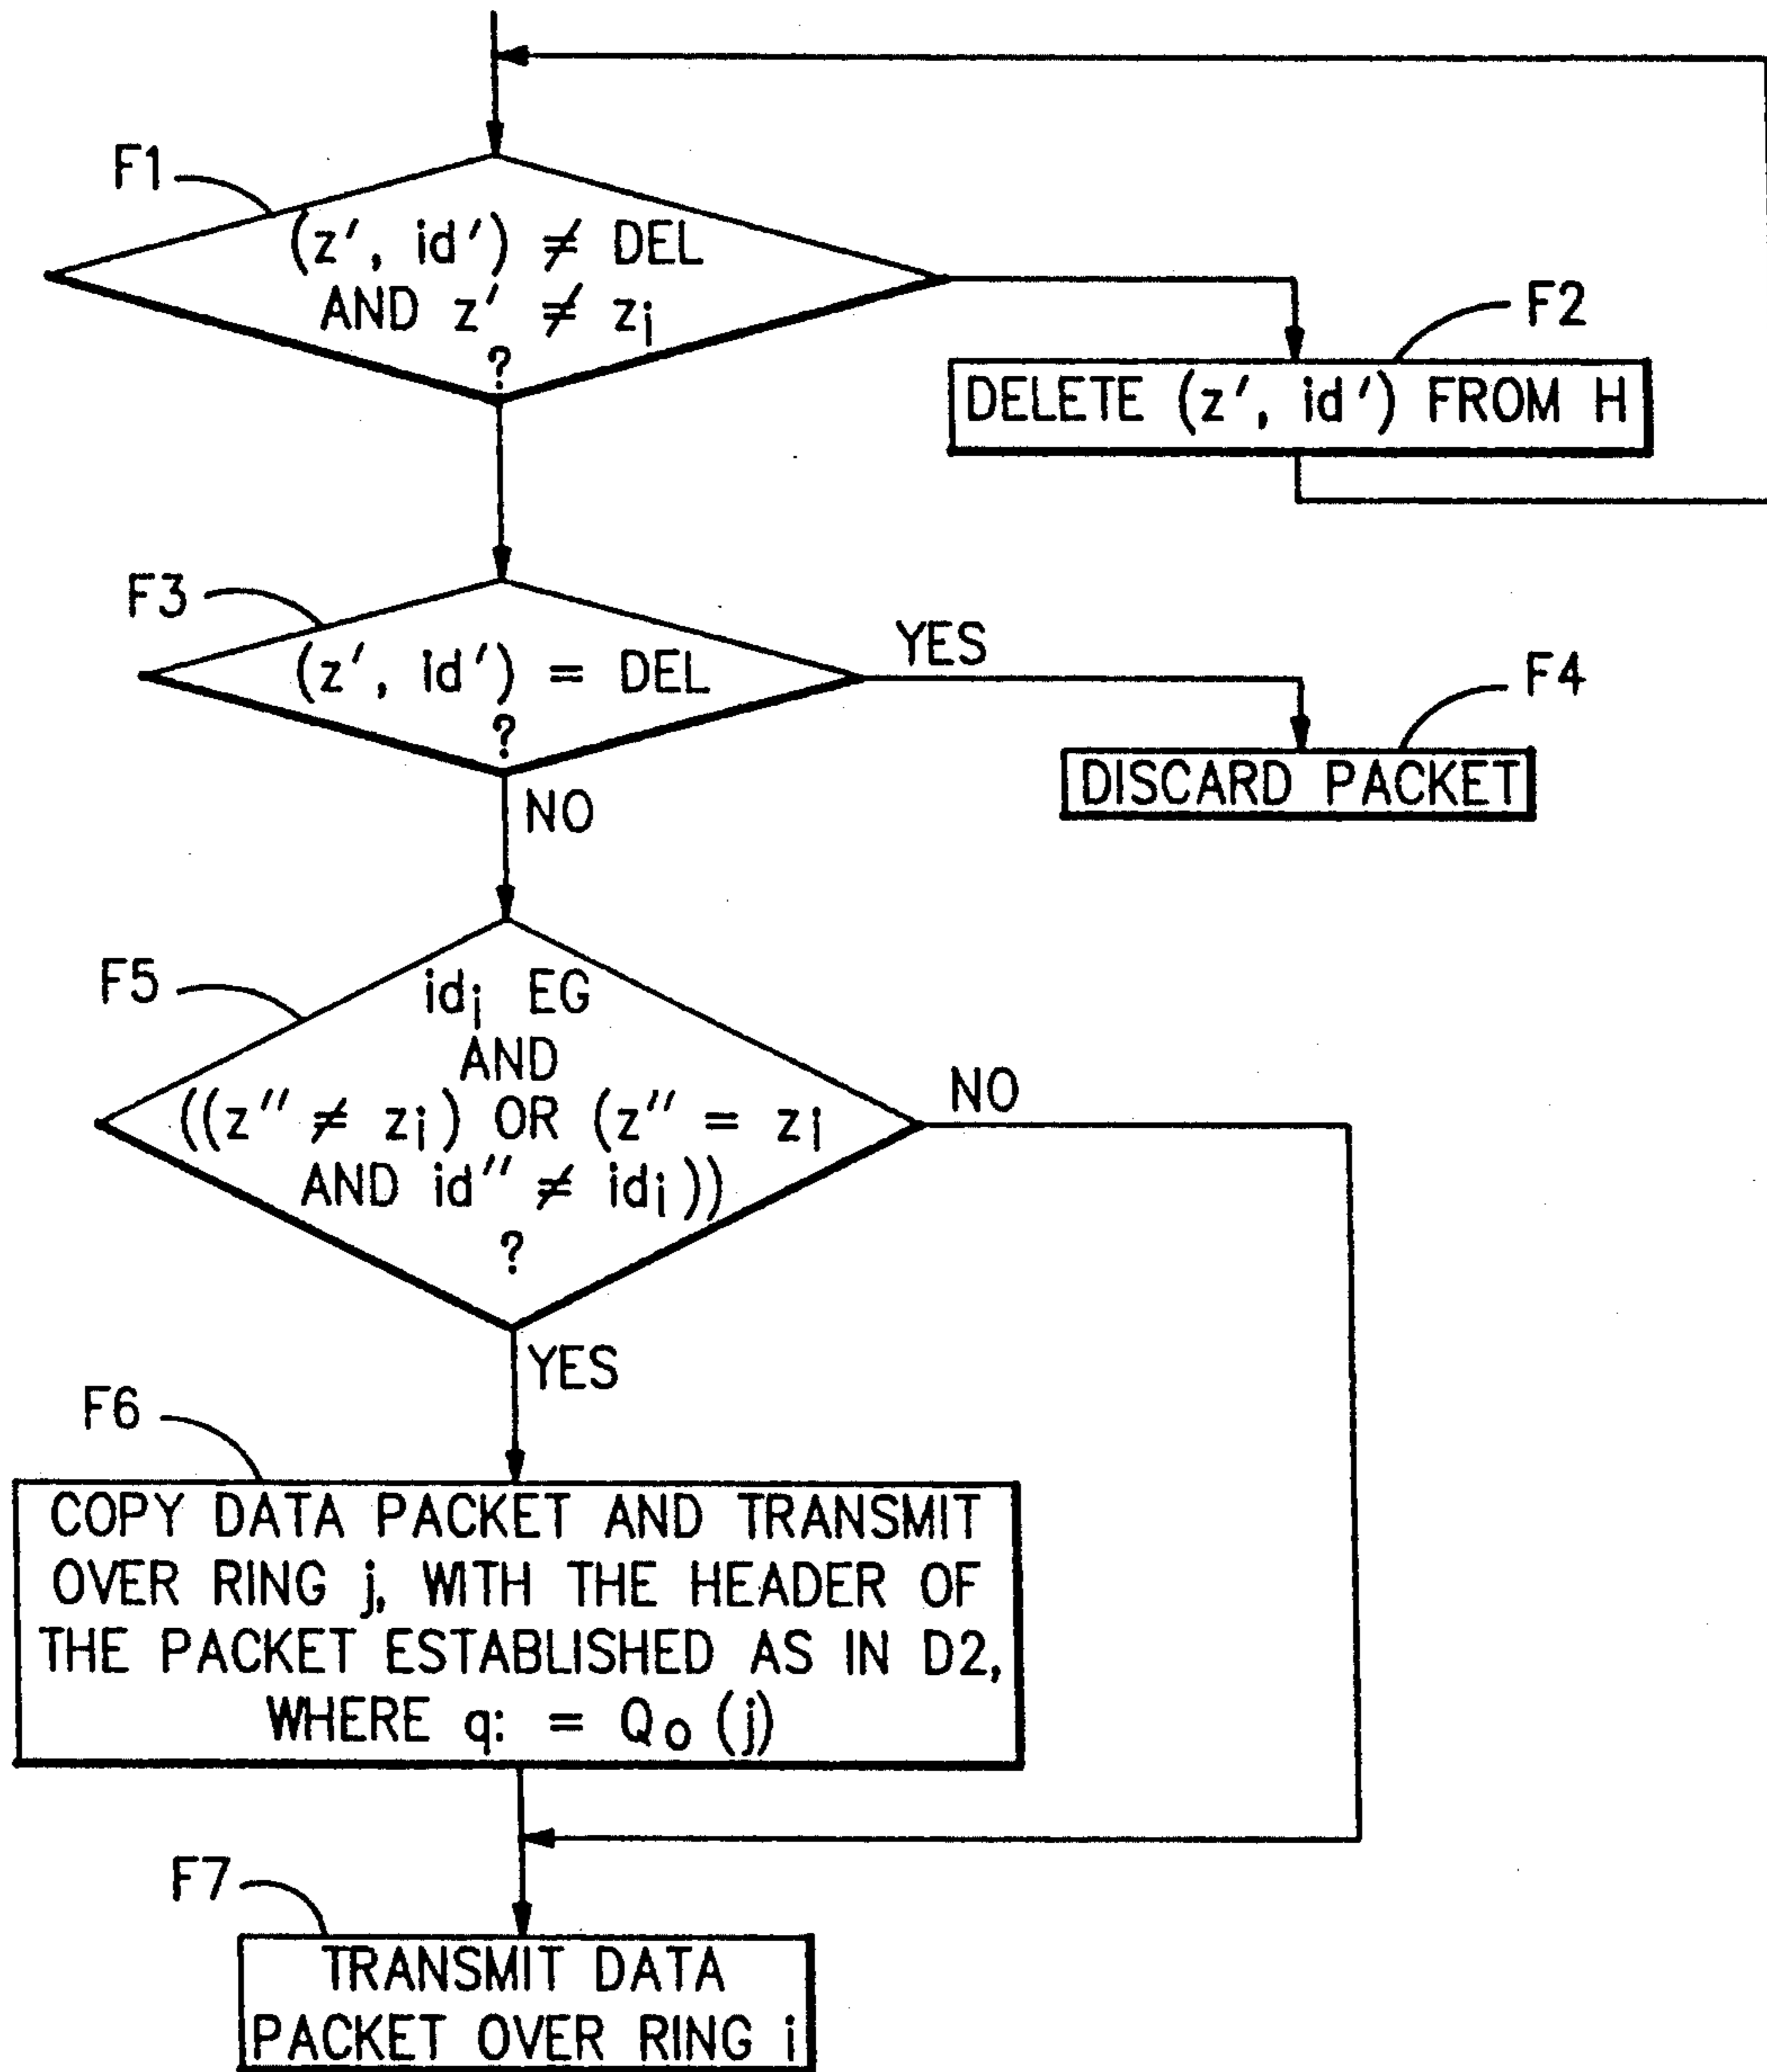 F1
(z', id') ≠ DEL
AND z' ≠ zi
?
F2
DELETE (z', id') FROM H
F3
(z', id') = DEL
?
YES
F4
DISCARD PACKET
NO
F5
idi EG
AND
((z'' ≠ zi) OR (z'' = zi
AND id'' ≠ idi))
?
NO
YES
F6
COPY DATA PACKET AND TRANSMIT
OVER RING j, WITH THE HEADER OF
THE PACKET ESTABLISHED AS IN D2,
WHERE q: = Qo (j)
F7
TRANSMIT DATA
PACKET OVER RING i